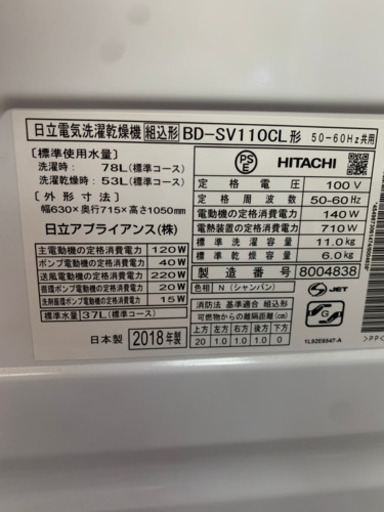 日立電気洗濯乾燥機 組込形 BD-SV110CL形 50-60Hz共用
〔標準使用水量〕
洗濯時： 78L(標準コース)
洗濯乾燥時：53L(標準コース)
〔外形寸法〕
幅630×奥行715×高さ1050mm
日立アプライアンス(株)
主電動機の定格消費電力 120W
ポンプ電動機の定格消費電力 40W
送風電動機の定格消費電力 220W
循環ポンプ電動機の定格消費電力 20W
洗剤循環ポンプ電動機の定格消費電力 15W
標準水量：37L(標準コース)
日本製 2018年製
PSE HITACHI
定格電圧 100V
定格周波数 50-60Hz
電動機の定格消費電力 140W
電熱装置の定格消費電力 710W
標準洗濯容量 11.0kg
標準乾燥容量 6.0kg
製造番号 8004838
色相 N（シャンパン）
消防法 基準適合 組込形
可燃物からの離隔距離(cm)
上方 左方 右方 後方 下方
20 1.0 1.0 1.0 0
S JET
G
1L92E6547-A
>PP<